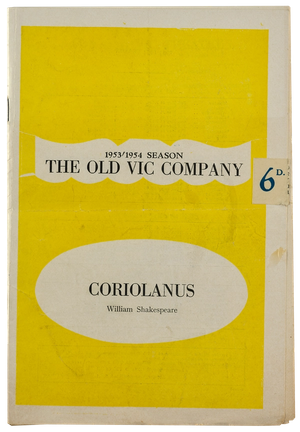 1953/1954 SEASON
THE OLD VIC COMPANY
6D.
CORIOLANUS
William Shakespeare